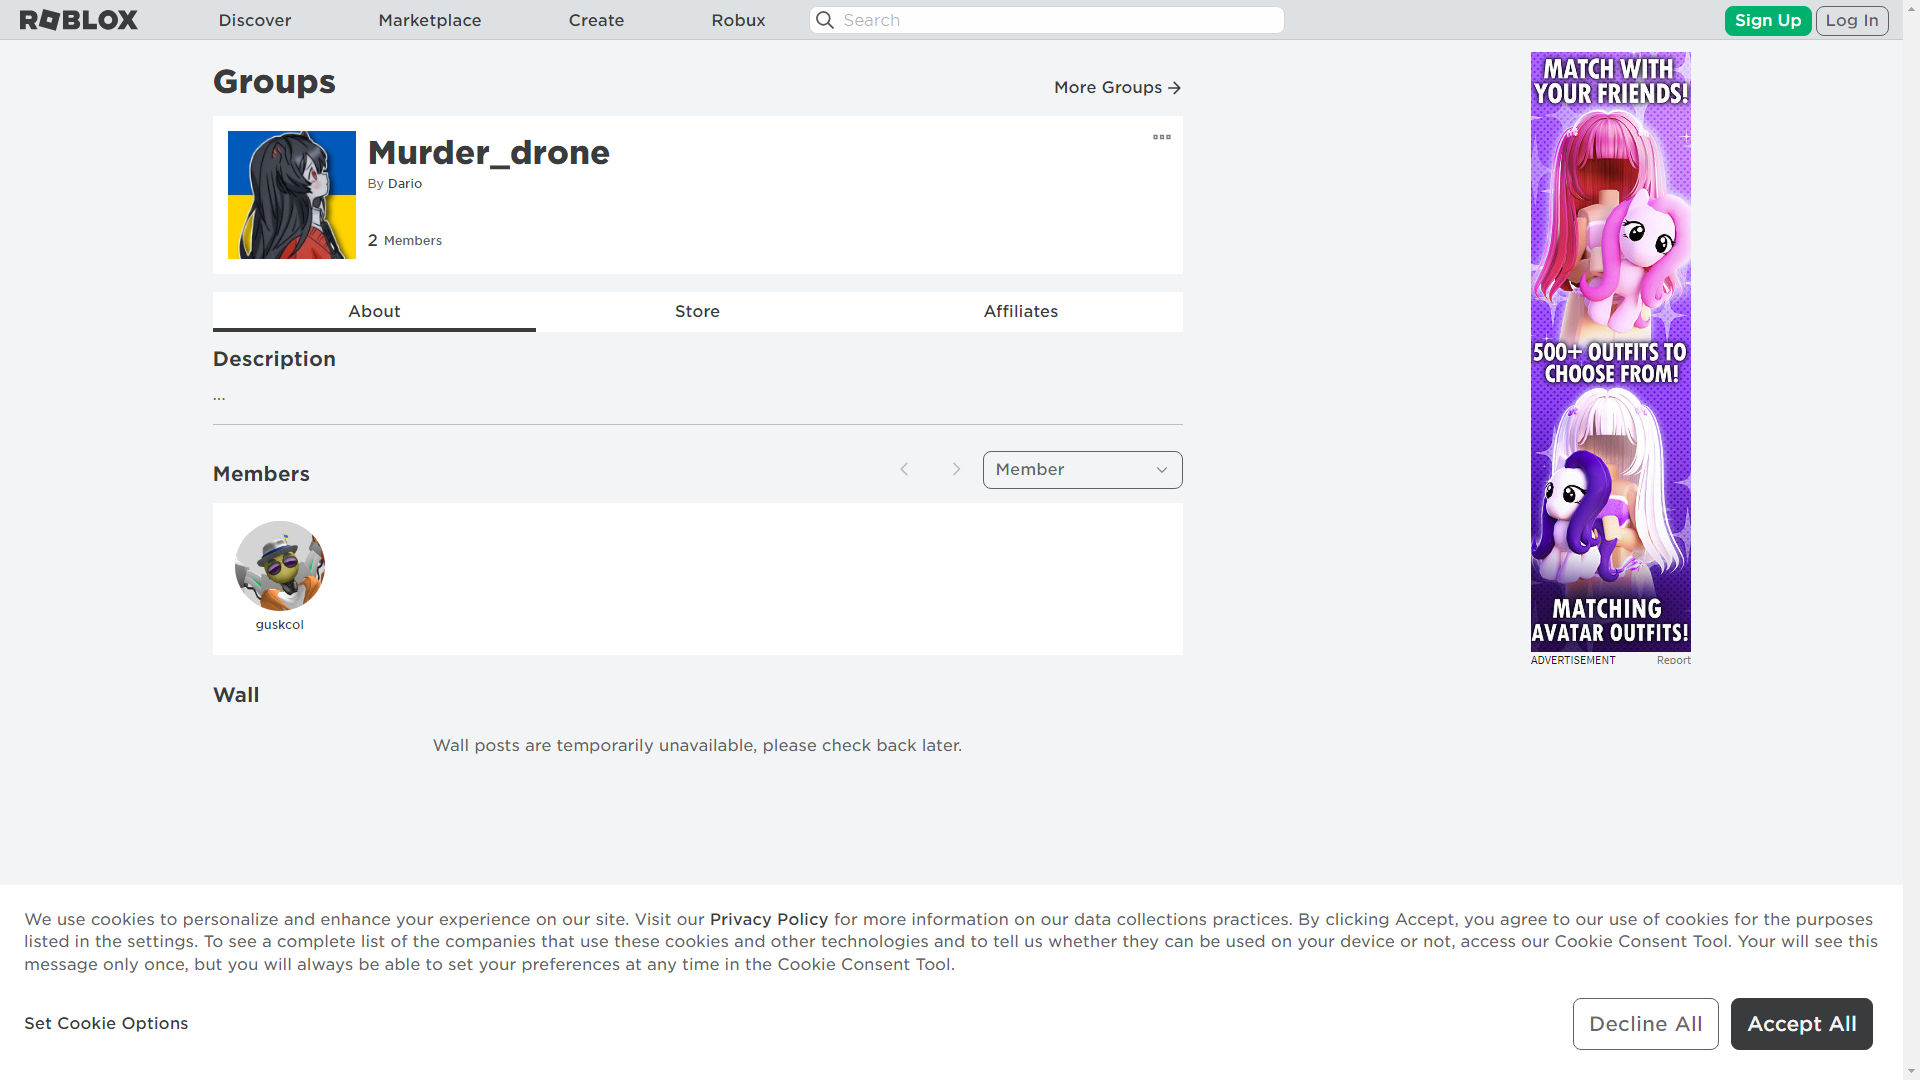 ROBLOX
Discover
Marketplace
Create
Robux
Search
Sign Up
Log In
Groups
More Groups
Murder_drone
By Dario
2 Members
About
Store
Affiliates
Description
...
Members
Member
guskcol
Wall
Wall posts are temporarily unavailable, please check back later.
MATCH WITH
YOUR FRIENDS!
500+ OUTFITS TO
CHOOSE FROM!
MATCHING
AVATAR OUTFITS!
ADVERTISEMENT
Report
We use cookies to personalize and enhance your experience on our site. Visit our Privacy Policy for more information on our data collections practices. By clicking Accept, you agree to our use of cookies for the purposes
listed in the settings. To see a complete list of the companies that use these cookies and other technologies and to tell us whether they can be used on your device or not, access our Cookie Consent Tool. Your will see this
message only once, but you will always be able to set your preferences at any time in the Cookie Consent Tool.
Set Cookie Options
Decline All
Accept All